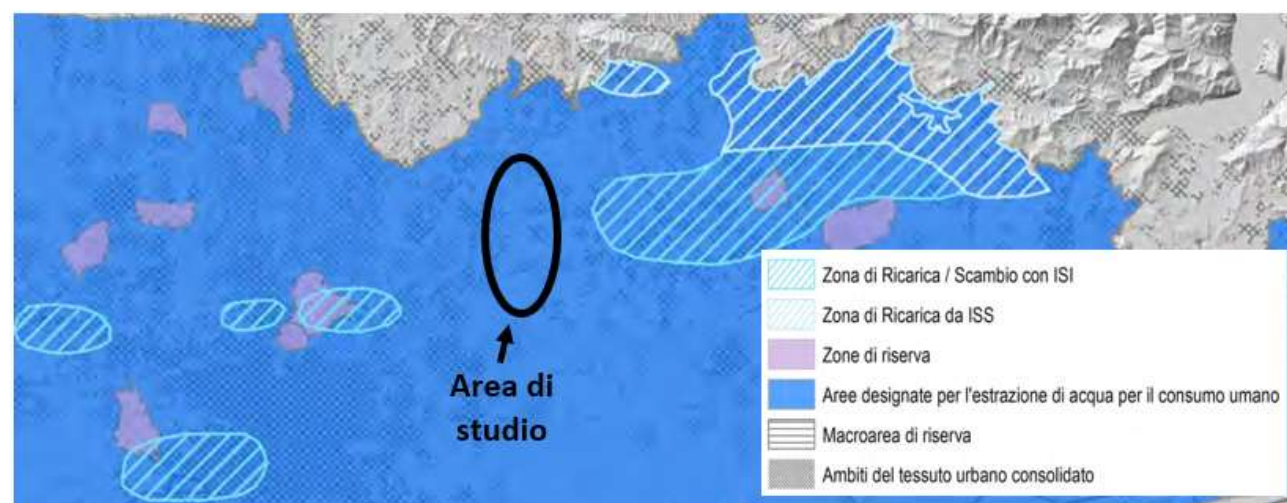 Area di
studio
Zona di Ricarica / Scambio con ISI
Zona di Ricarica da ISS
Zone di riserva
Aree designate per l'estrazione di acqua per il consumo umano
Macroarea di riserva
Ambiti del tessuto urbano consolidato